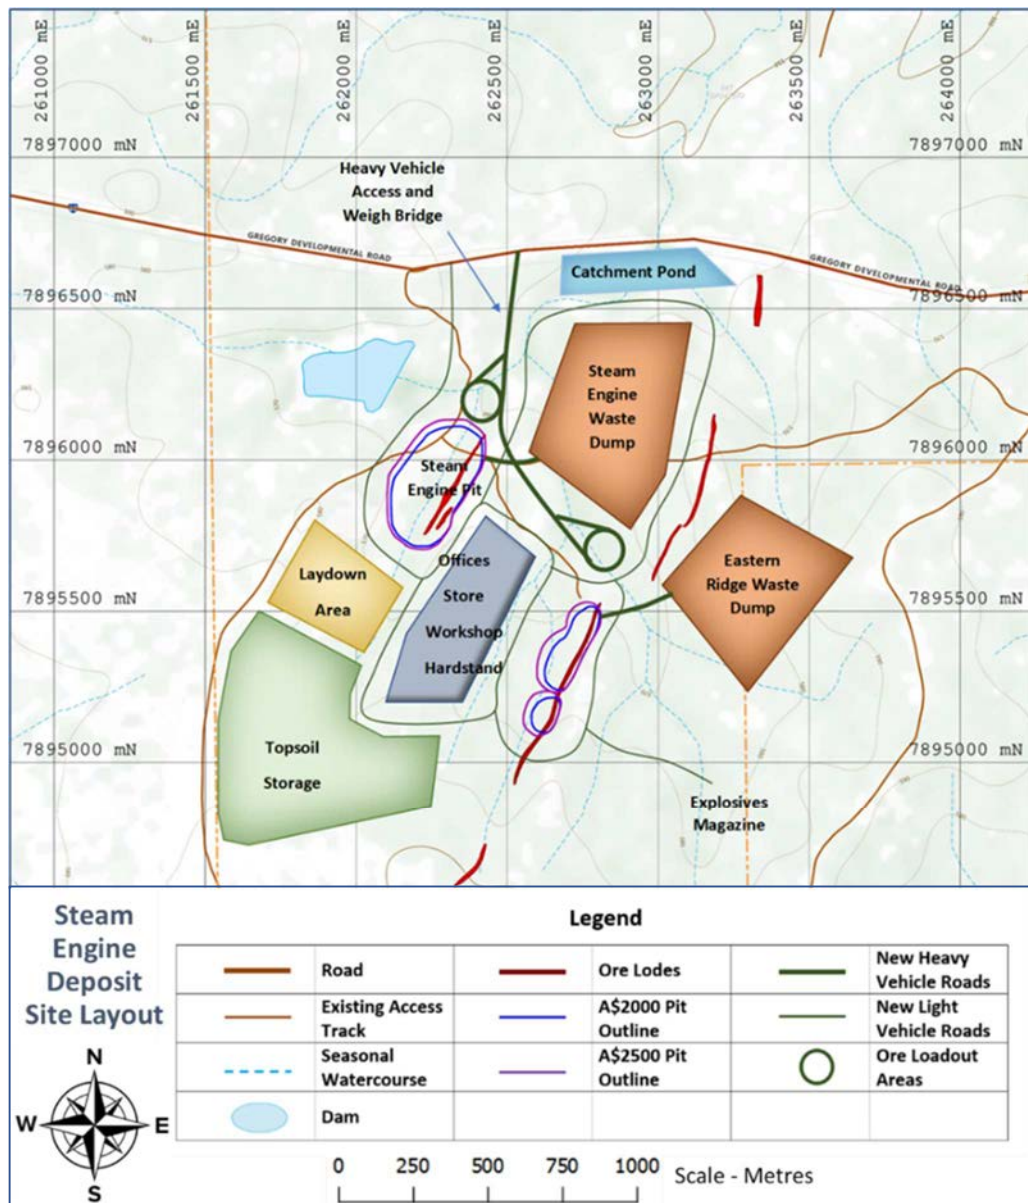 261000 mE
261500 mE
262000 mE
262500 mE
263000 mE
263500 mE
264000 mE
7897000 mN
7897000 mN
Heavy Vehicle
Access and
Weigh Bridge
GREGORY DEVELOPMENTAL ROAD
GREGORY DEVELOPMENTAL ROAD
Catchment Pond
7896500 mN
7896500 mN
Steam
Engine
Waste
Dump
7896000 mN
7896000 mN
Steam
Engine Pit
Offices
Store
Workshop
Hardstand
Laydown
Area
Eastern
Ridge Waste
Dump
7895500 mN
7895500 mN
Topsoil
Storage
7895000 mN
7895000 mN
Explosives
Magazine
Steam
Engine
Deposit
Site Layout
N
W
E
S
Legend
Road
Ore Lodes
New Heavy
Vehicle Roads
Existing Access
Track
A$2000 Pit
Outline
New Light
Vehicle Roads
Seasonal
Watercourse
A$2500 Pit
Outline
Ore Loadout
Areas
Dam
0 250 500 750 1000
Scale - Metres